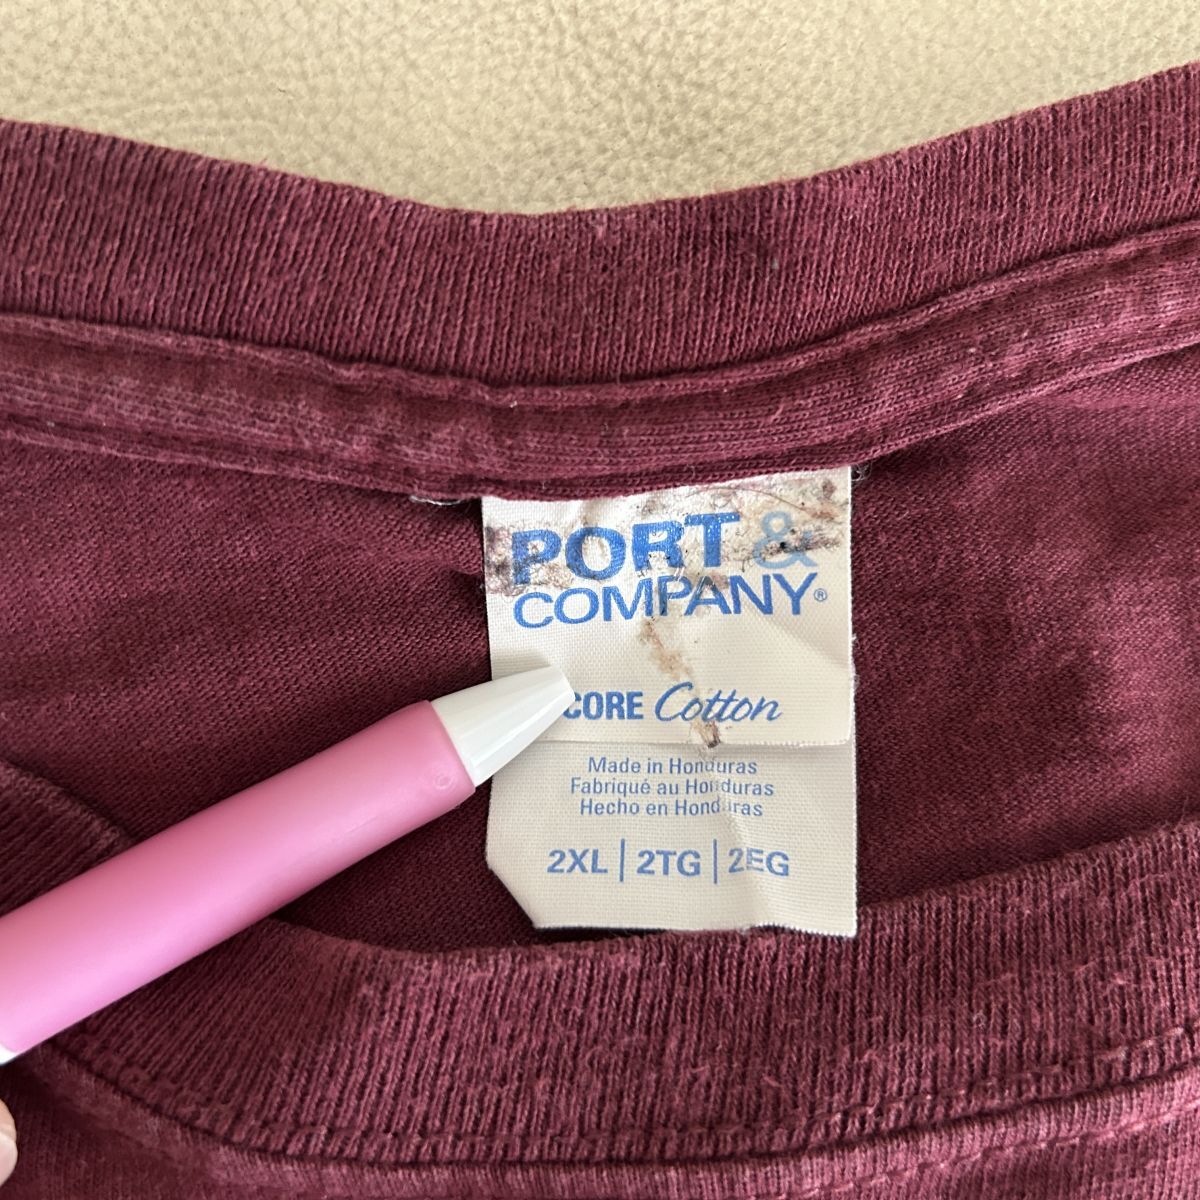 PORT &
COMPANY®
CORE Cotton
Made in Honduras
Fabriqué au Honduras
Hecho en Honduras
2XL | 2TG | 2EG